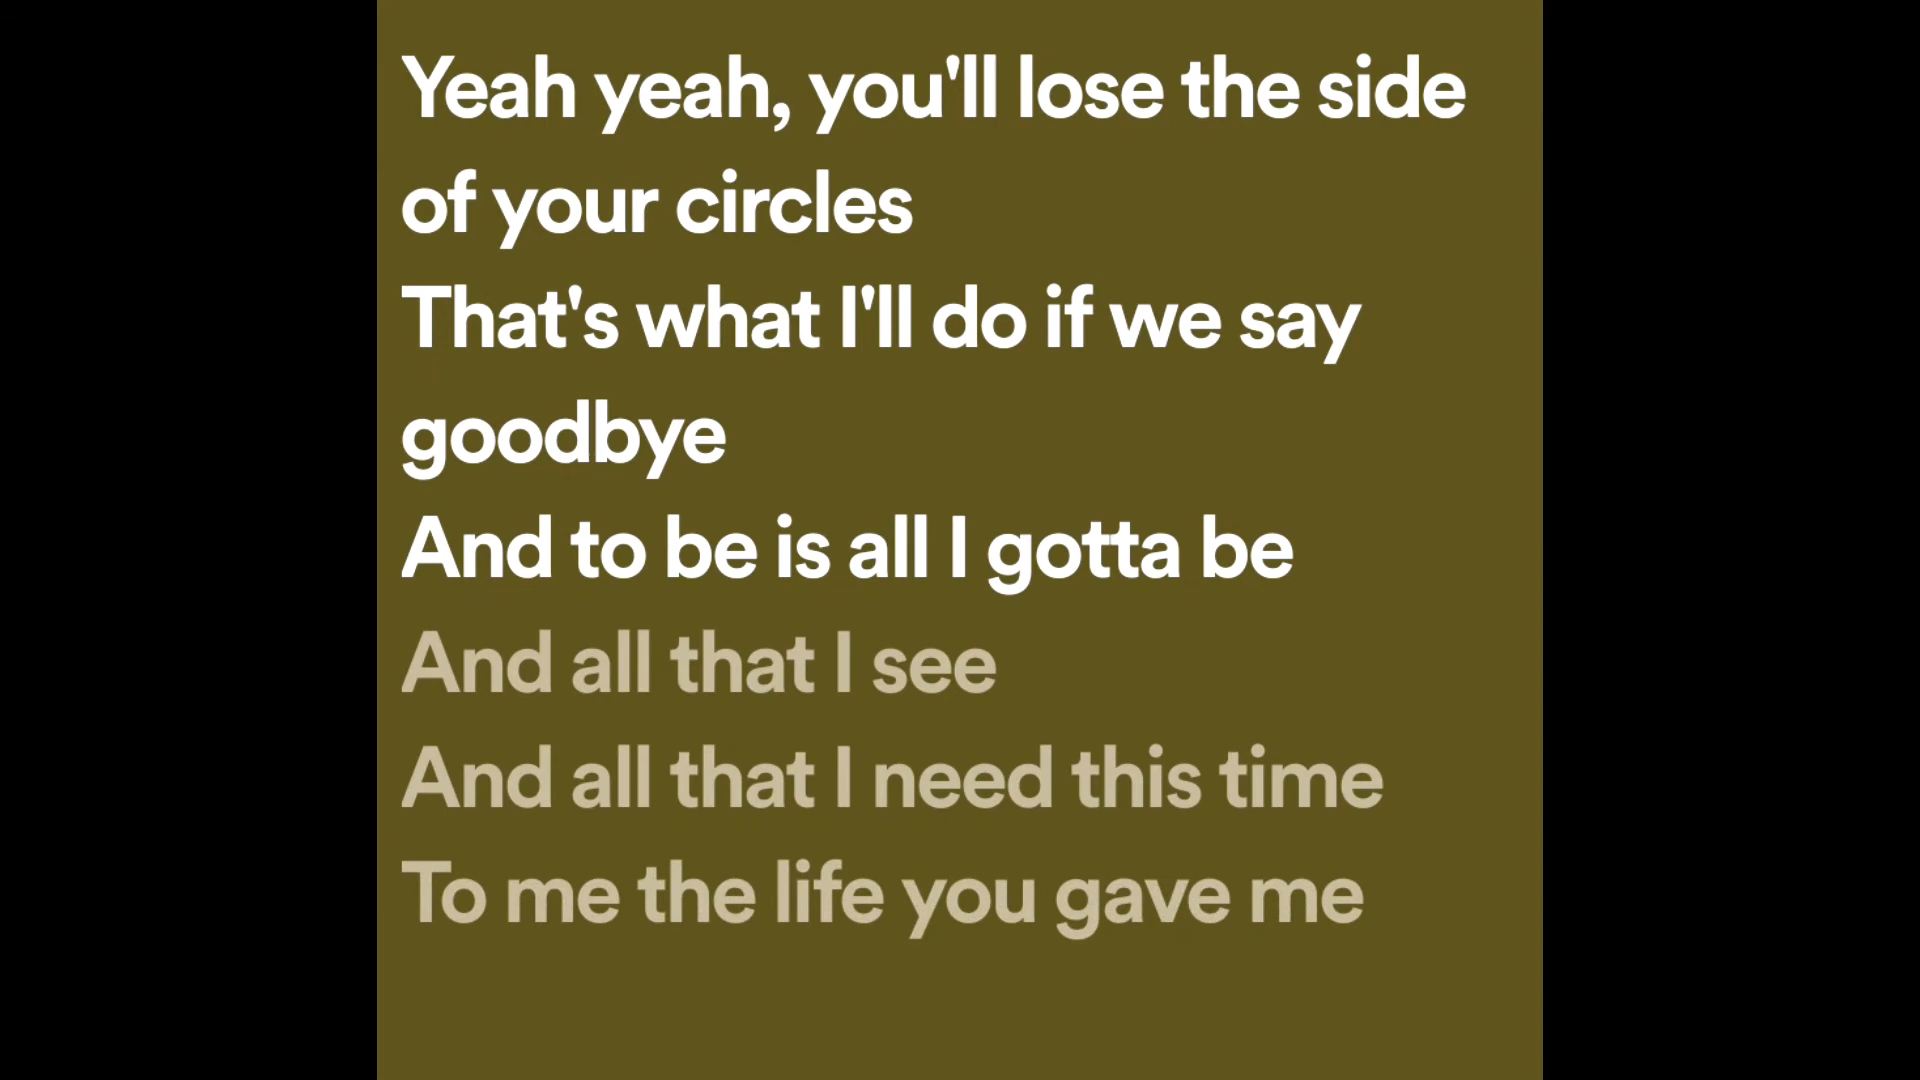 Yeah yeah, you'll lose the side
of your circles
That's what I'll do if we say
goodbye
And to be is all I gotta be
And all that I see
And all that I need this time
To me the life you gave me